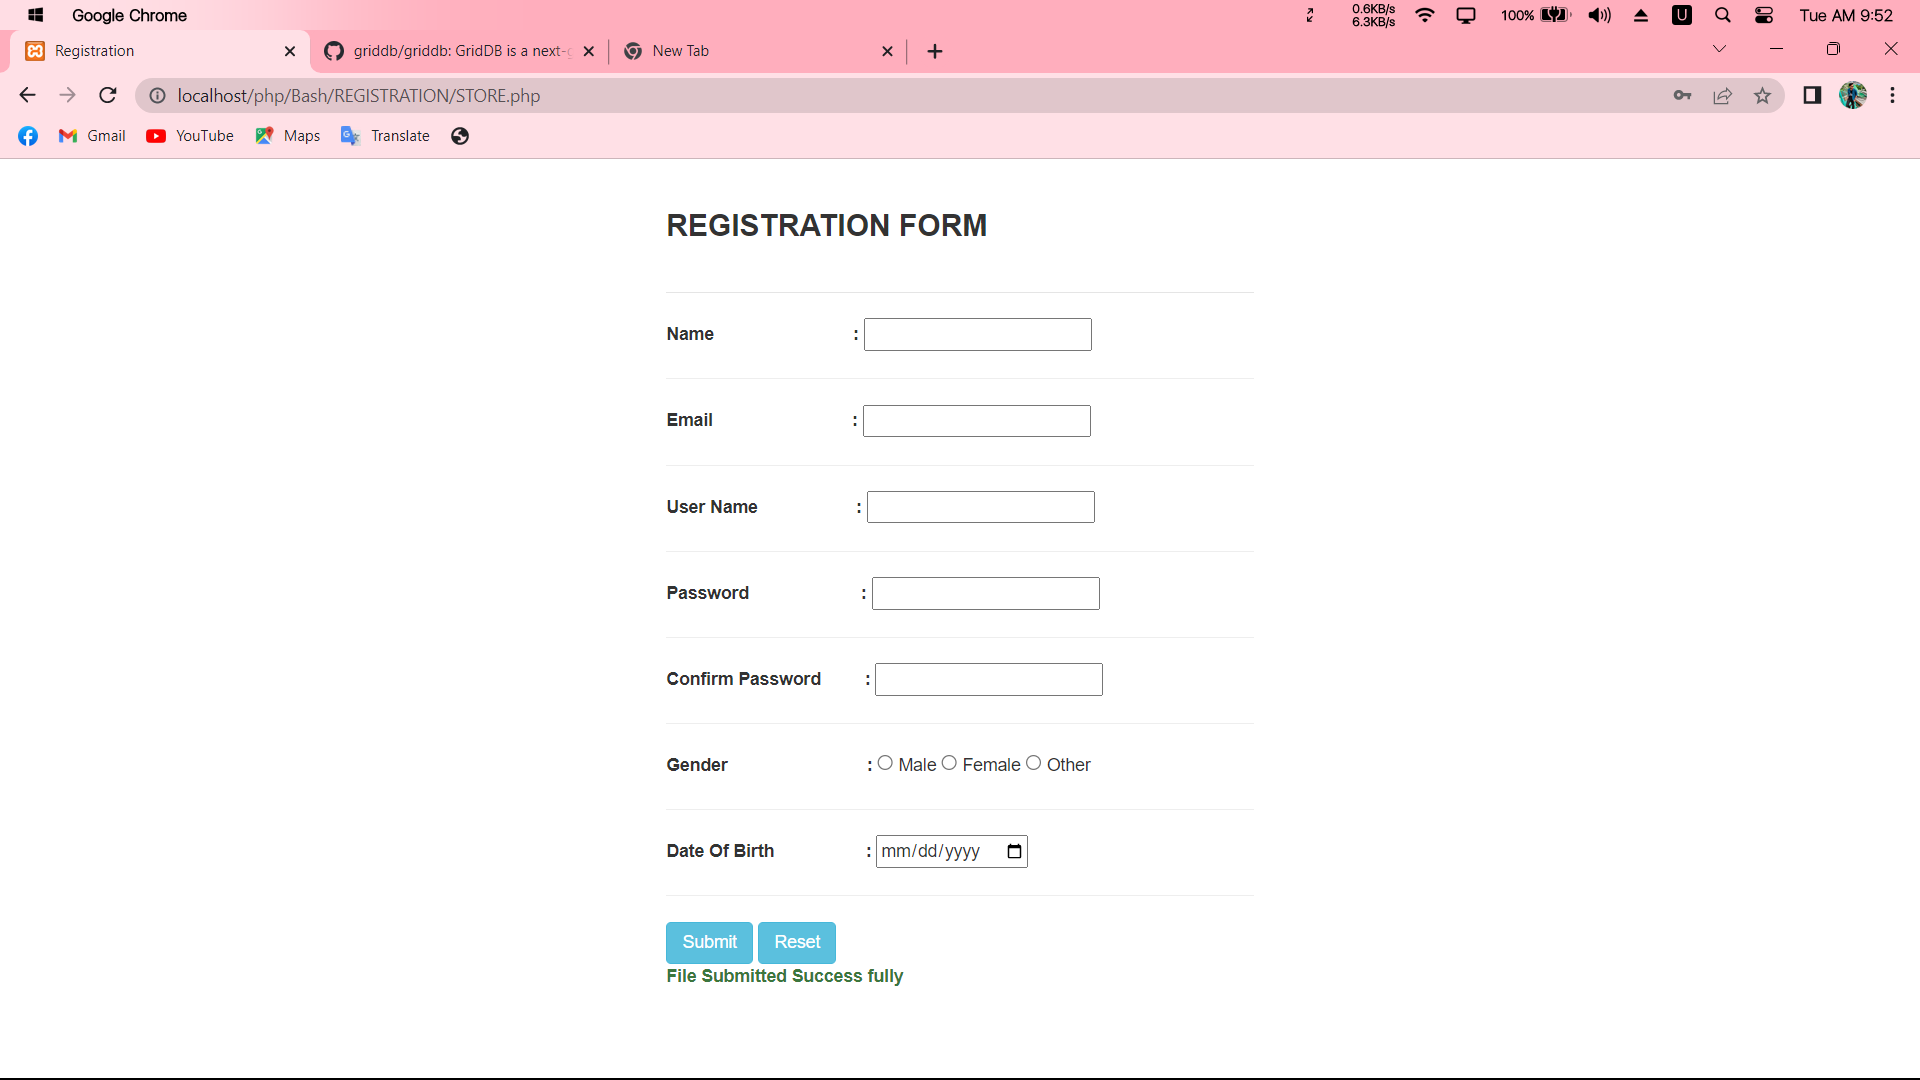 Google Chrome
0.6KB/s
6.3KB/s
100%
U
Tue AM 9:52
Registration
griddb/griddb: GridDB is a next-
New Tab
localhost/php/Bash/REGISTRATION/STORE.php
Gmail
YouTube
Maps
Translate
REGISTRATION FORM
Name :
Email :
User Name :
Password :
Confirm Password :
Gender : Male Female Other
Date Of Birth : mm/dd/yyyy
Submit Reset
File Submitted Success fully